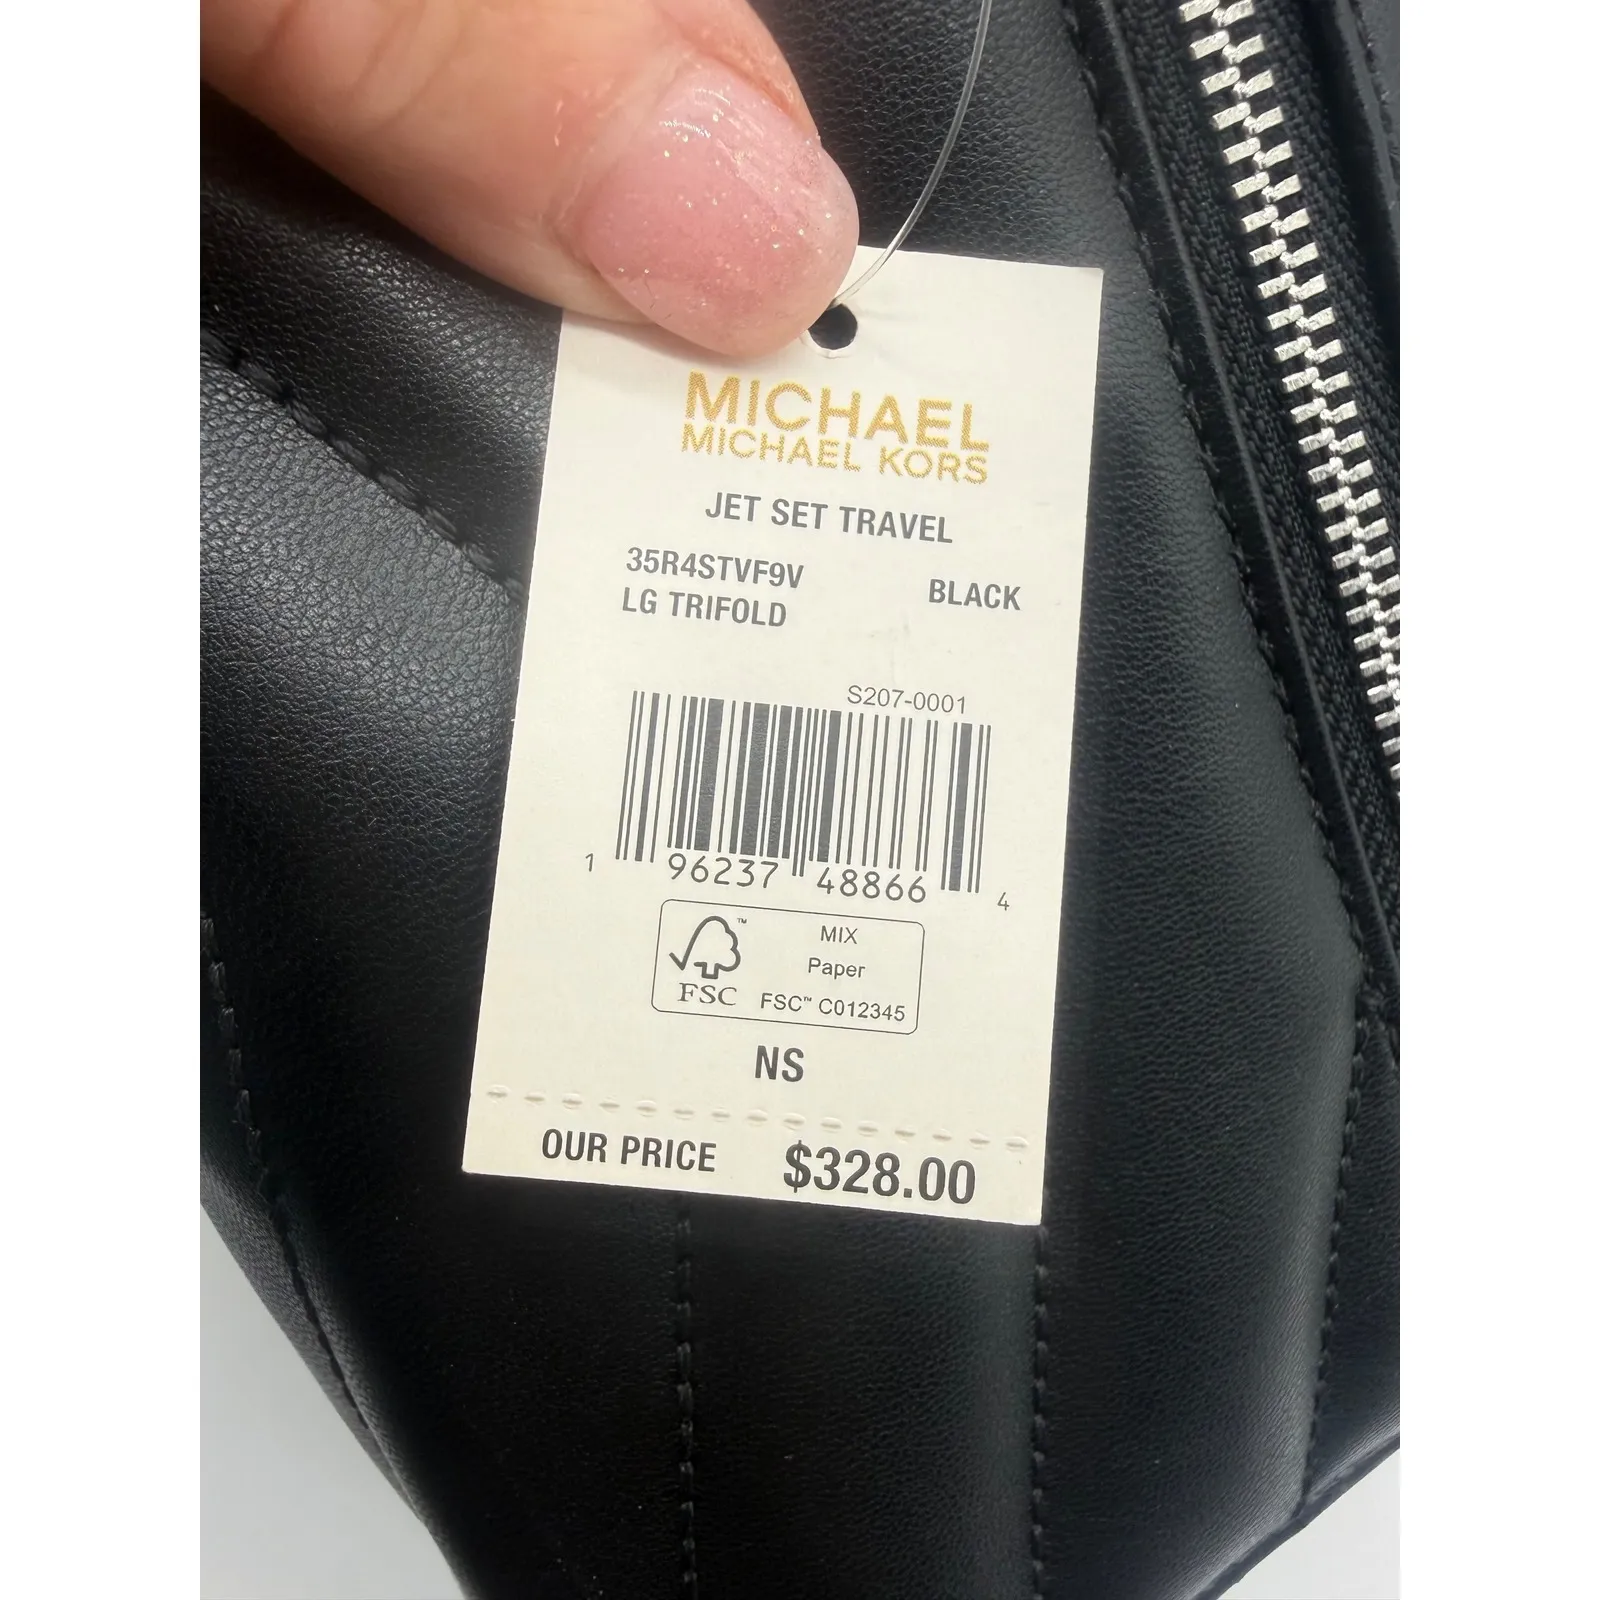 MICHAEL
MICHAEL KORS
JET SET TRAVEL
35R4STVF9V BLACK
LG TRIFOLD
S207-0001
1 96237 48866 4
FSC™
MIX
Paper
FSC™ C012345
NS
OUR PRICE $328.00